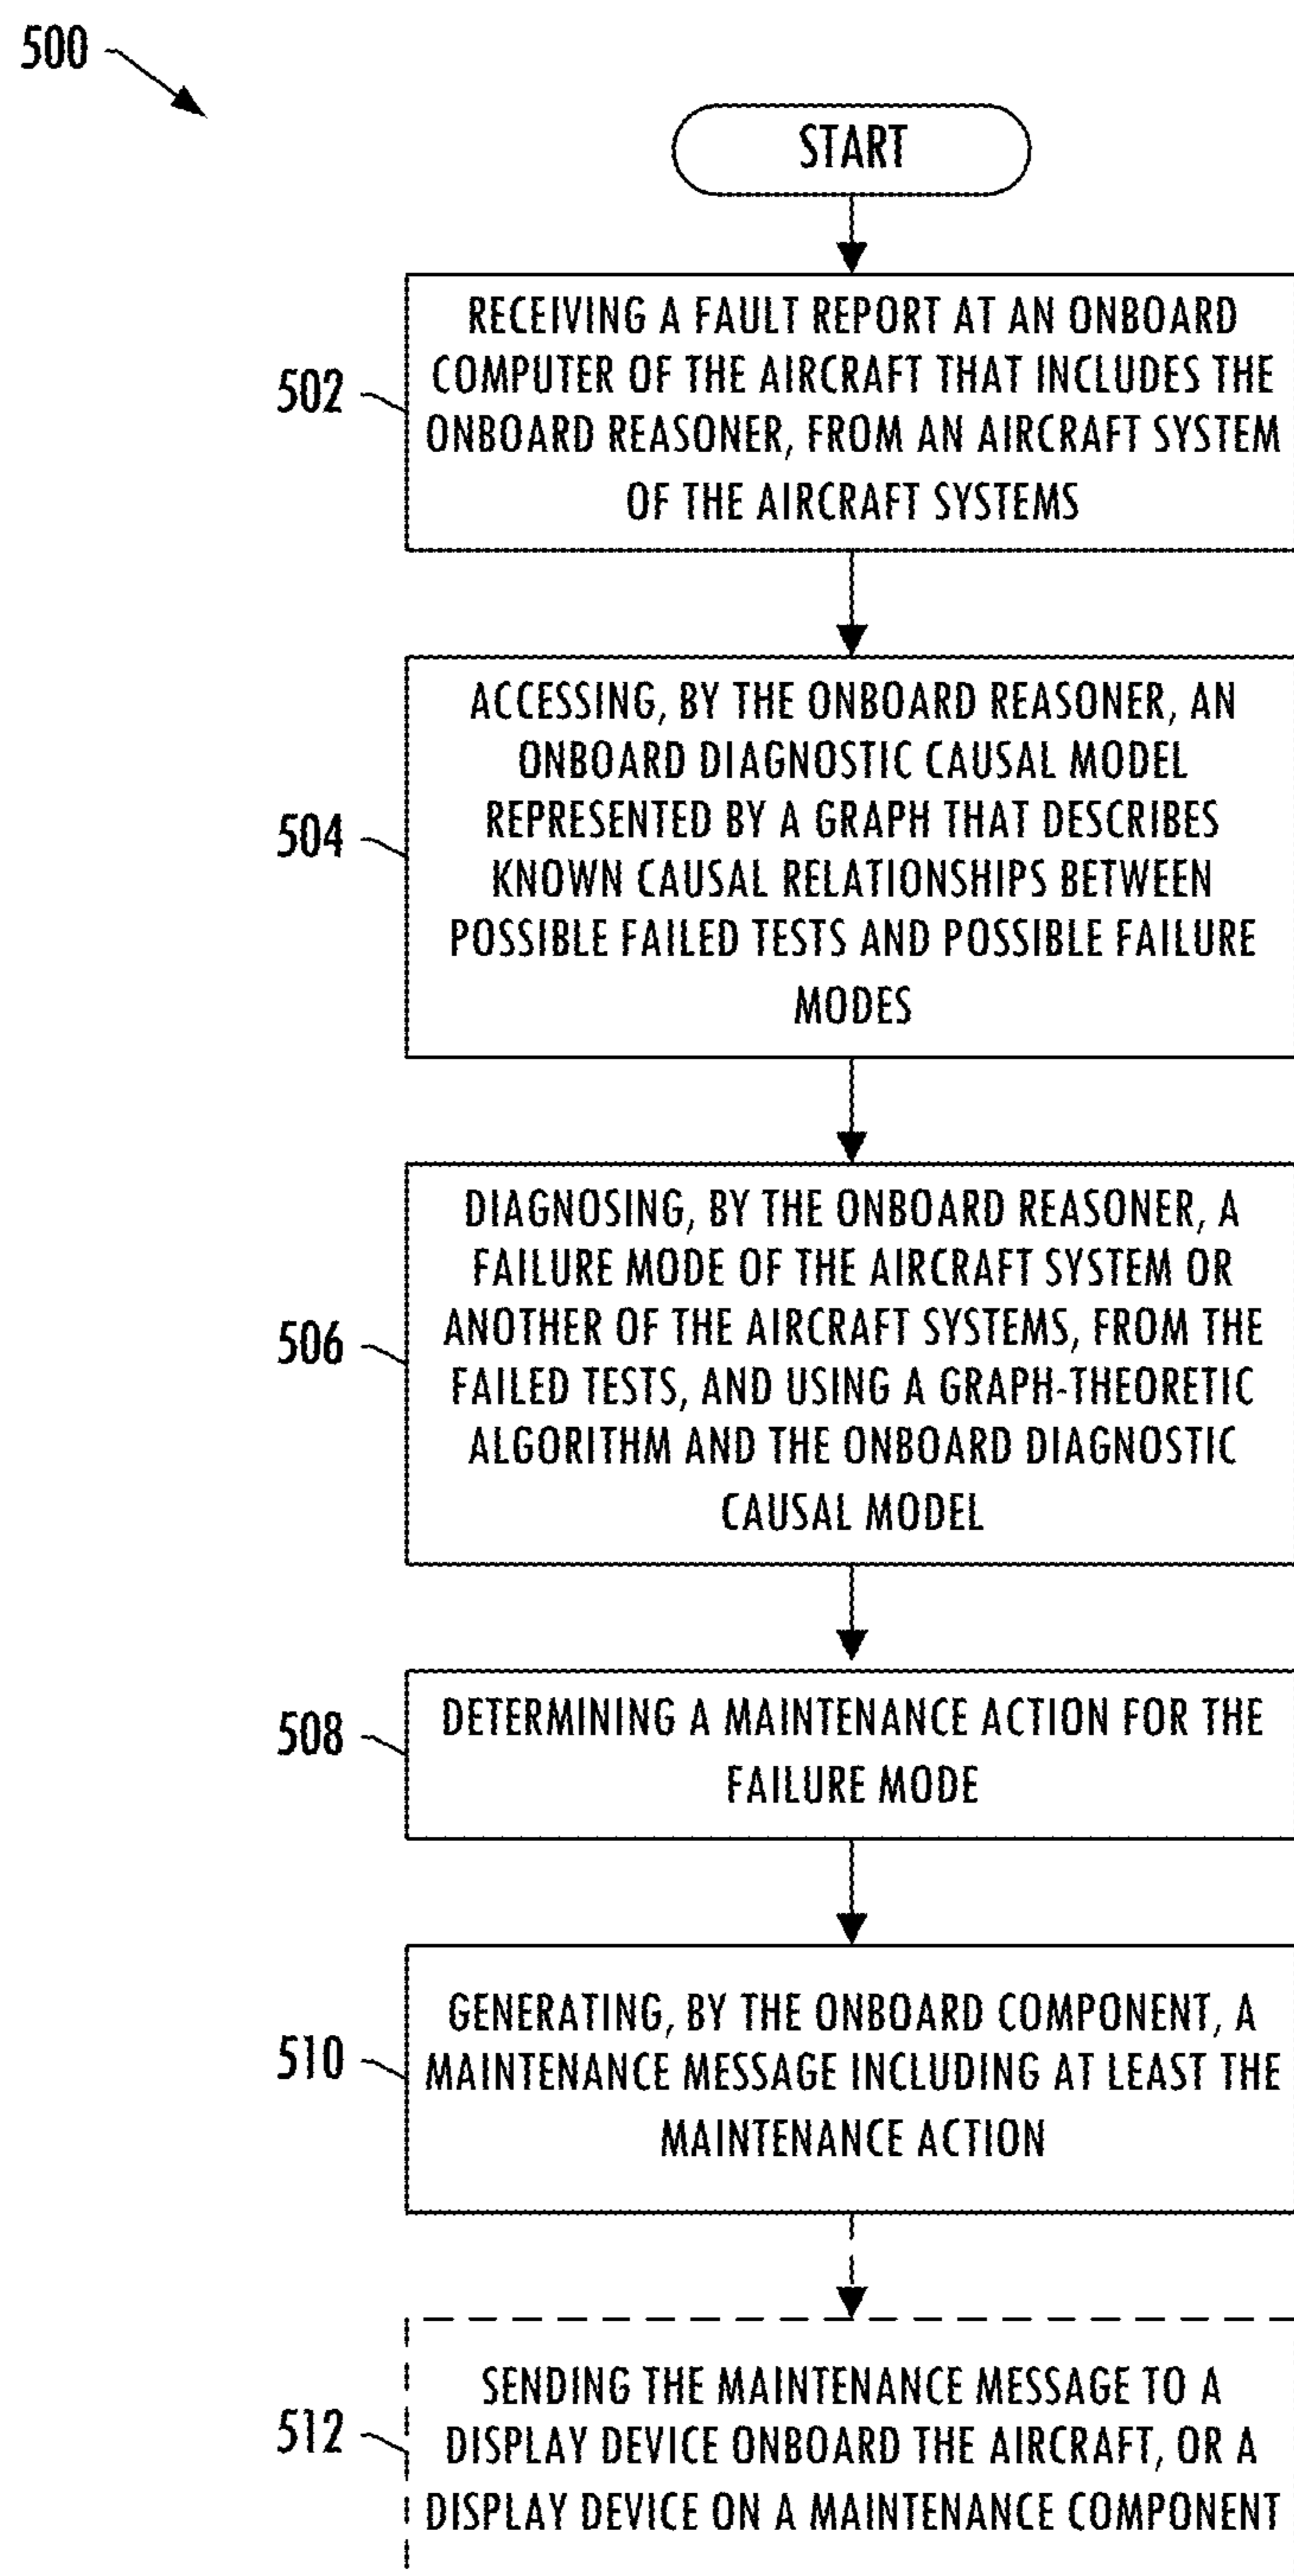 500
START
502
RECEIVING A FAULT REPORT AT AN ONBOARD
COMPUTER OF THE AIRCRAFT THAT INCLUDES THE
ONBOARD REASONER, FROM AN AIRCRAFT SYSTEM
OF THE AIRCRAFT SYSTEMS
504
ACCESSING, BY THE ONBOARD REASONER, AN
ONBOARD DIAGNOSTIC CAUSAL MODEL
REPRESENTED BY A GRAPH THAT DESCRIBES
KNOWN CAUSAL RELATIONSHIPS BETWEEN
POSSIBLE FAILED TESTS AND POSSIBLE FAILURE
MODES
506
DIAGNOSING, BY THE ONBOARD REASONER, A
FAILURE MODE OF THE AIRCRAFT SYSTEM OR
ANOTHER OF THE AIRCRAFT SYSTEMS, FROM THE
FAILED TESTS, AND USING A GRAPH-THEORETIC
ALGORITHM AND THE ONBOARD DIAGNOSTIC
CAUSAL MODEL
508
DETERMINING A MAINTENANCE ACTION FOR THE
FAILURE MODE
510
GENERATING, BY THE ONBOARD COMPONENT, A
MAINTENANCE MESSAGE INCLUDING AT LEAST THE
MAINTENANCE ACTION
512
SENDING THE MAINTENANCE MESSAGE TO A
DISPLAY DEVICE ONBOARD THE AIRCRAFT, OR A
DISPLAY DEVICE ON A MAINTENANCE COMPONENT